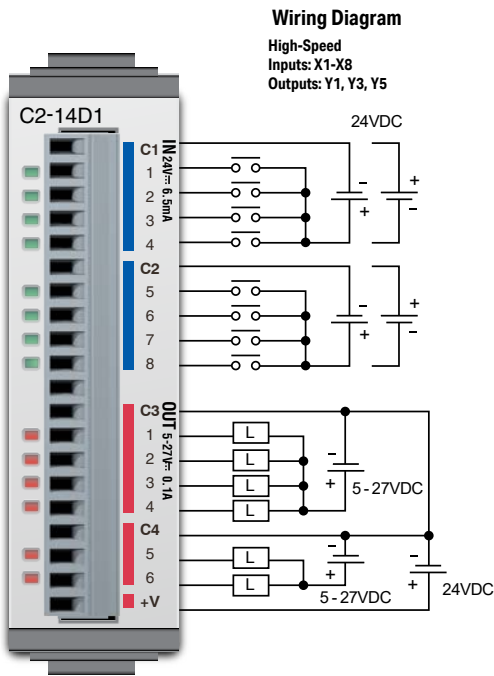 Wiring Diagram
High-Speed
Inputs: X1-X8
Outputs: Y1, Y3, Y5
C2-14D1
24VDC
IN 24V⎓ 6.5mA
C1
1
2
3
4
- +
+ -
C2
5
6
7
8
- +
+ -
OUT 5-27V⎓ 0.1A
C3
1 L
2 L
3 L
4 L
-
+
5-27VDC
C4
5 L
6 L
-
+
5-27VDC
-
+
24VDC
+V